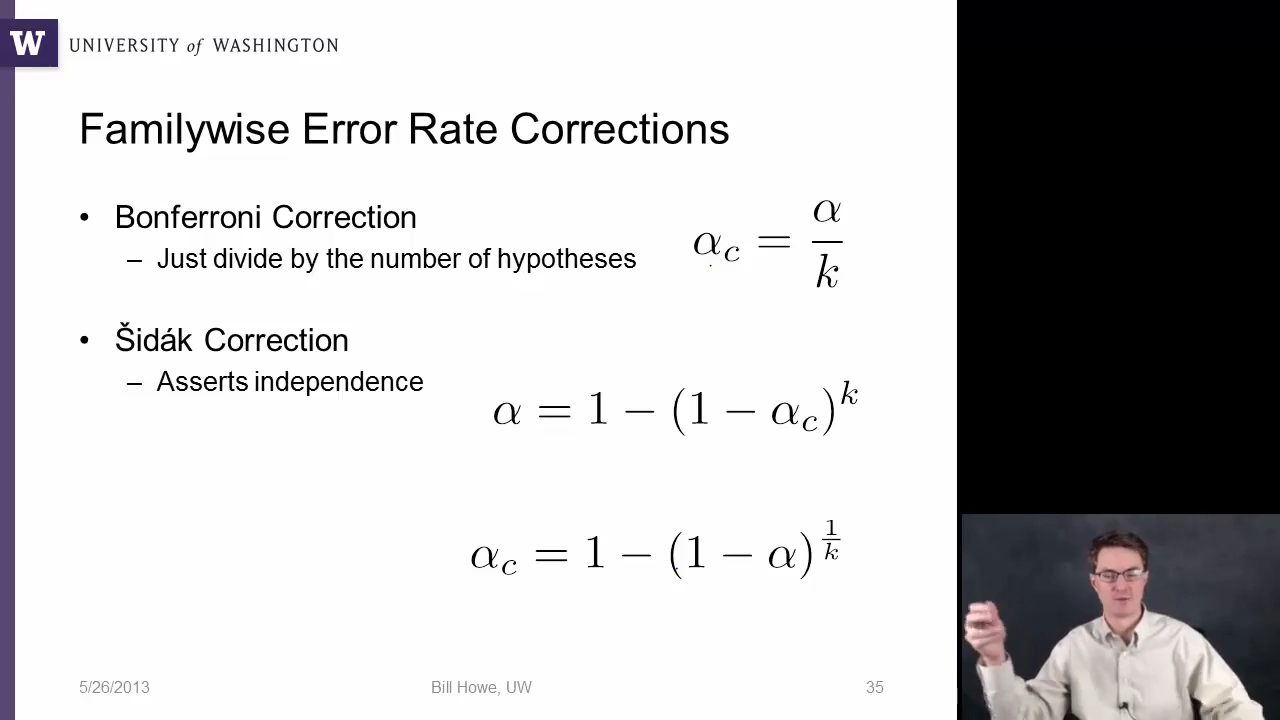 W
UNIVERSITY of WASHINGTON
Familywise Error Rate Corrections
• Bonferroni Correction
– Just divide by the number of hypotheses
α_c = α/k
• Šidák Correction
– Asserts independence
α = 1 − (1 − α_c)^k
α_c = 1 − (1 − α)^(1/k)
5/26/2013 Bill Howe, UW 35